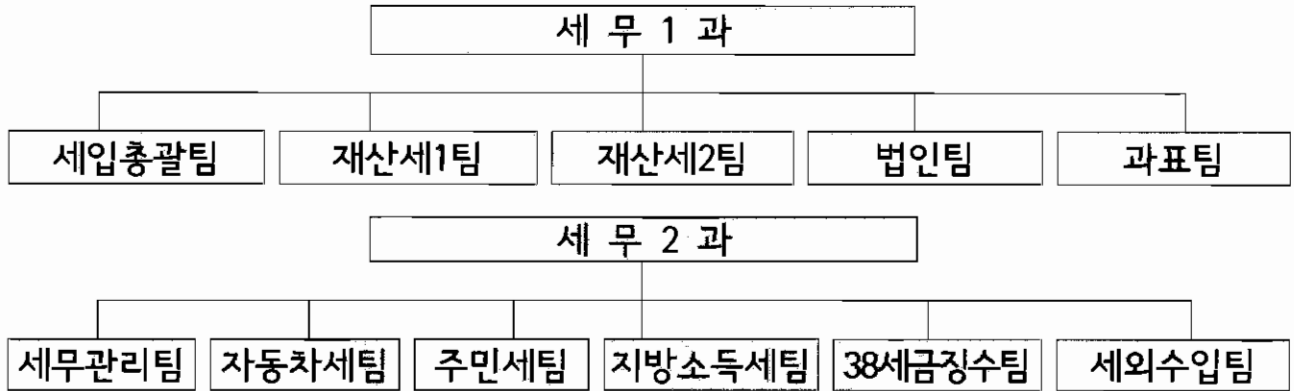 세 무 1 과
세입총괄팀 재산세1팀 재산세2팀 법인팀 과표팀
세 무 2 과
세무관리팀 자동차세팀 주민세팀 지방소득세팀 38세금징수팀 세외수입팀